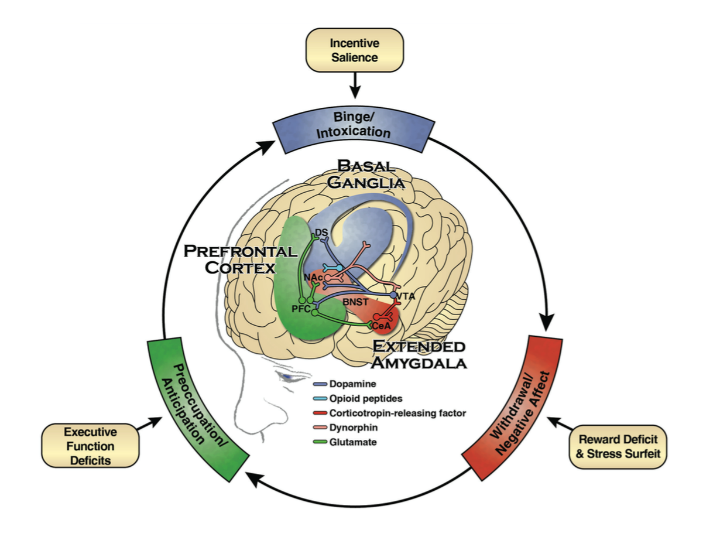 Incentive
Salience
Binge/
Intoxication
BASAL
GANGLIA
DS
PREFRONTAL
CORTEX
NAc
BNST
VTA
PFC
CeA
EXTENDED
AMYGDALA
Dopamine
Opioid peptides
Corticotropin-releasing factor
Dynorphin
Glutamate
Preoccupation/
Anticipation
Withdrawal/
Negative Affect
Executive
Function
Deficits
Reward Deficit
& Stress Surfeit